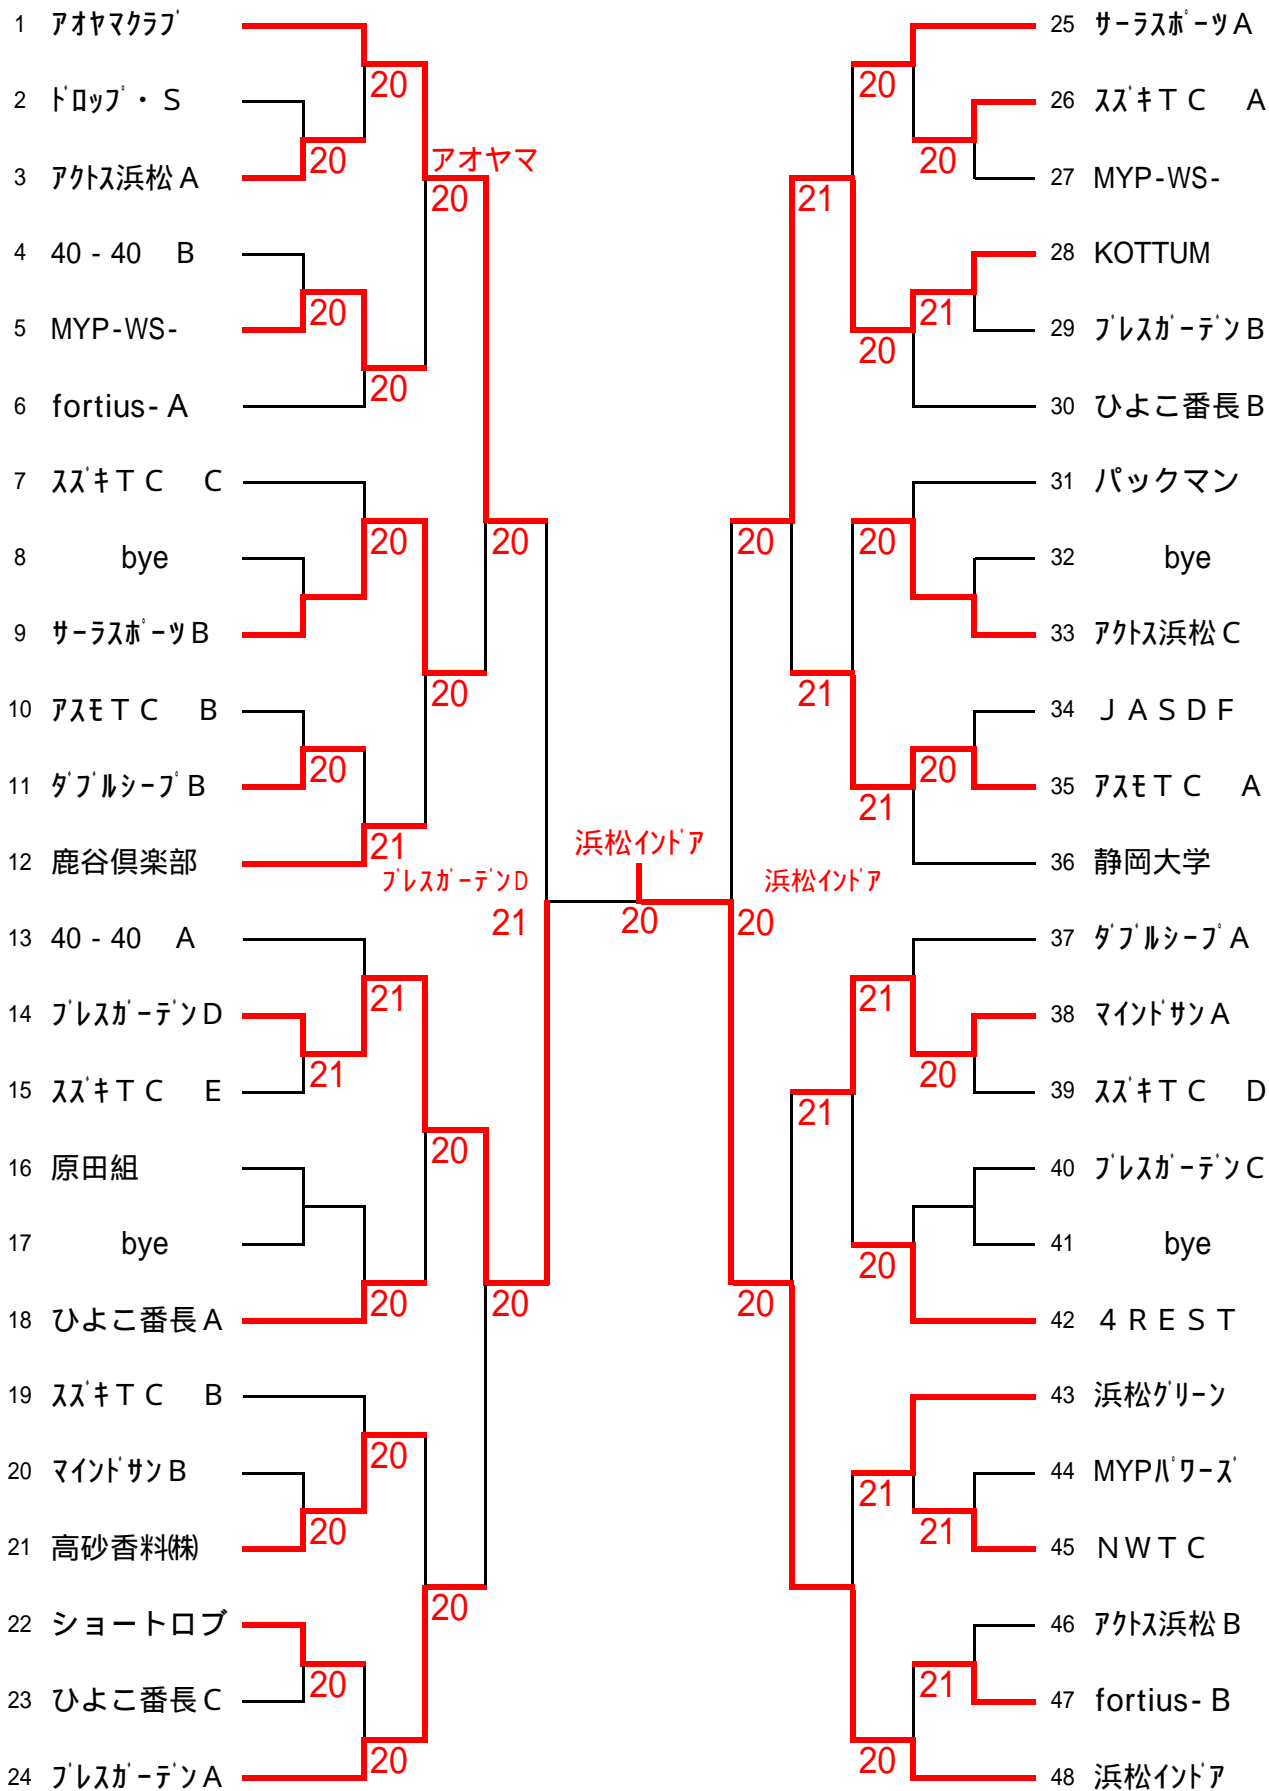 1 アオヤマクラブ
2 ドロップ・S
3 アクトス浜松A
4 40-40 B
5 MYP-WS-
6 fortius-A
7 スズキTC C
8 bye
9 サーラスポーツB
10 アスモTC B
11 ダブルシープB
12 鹿谷倶楽部
13 40-40 A
14 ブレスガーデンD
15 スズキTC E
16 原田組
17 bye
18 ひよこ番長A
19 スズキTC B
20 マインドサンB
21 高砂香料㈱
22 ショートロブ
23 ひよこ番長C
24 ブレスガーデンA
20
20
20
20
20
20
21
21
21
20
20
20
20
20
アオヤマ
20
20
20
20
20
20
ブレスガーデンD
21
浜松インドア
20
浜松インドア
20
20
20
21
21
21
20
20
20
21
20
21
20
20
21
20
21
20
21
21
20
25 サーラスポーツA
26 スズキTC A
27 MYP-WS-
28 KOTTUM
29 ブレスガーデンB
30 ひよこ番長B
31 パックマン
32 bye
33 アクトス浜松C
34 JASDF
35 アスモTC A
36 静岡大学
37 ダブルシープA
38 マインドサンA
39 スズキTC D
40 ブレスガーデンC
41 bye
42 4REST
43 浜松グリーン
44 MYPパワーズ
45 NWTC
46 アクトス浜松B
47 fortius-B
48 浜松インドア